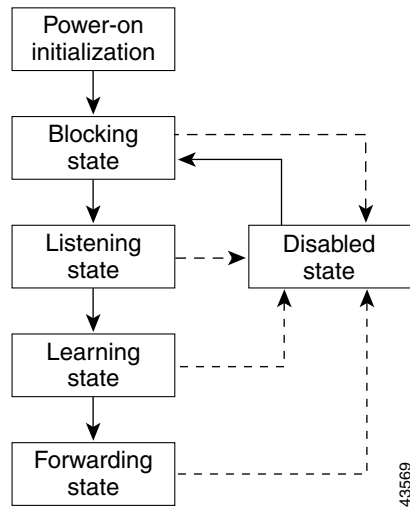 Power-on
initialization
Blocking
state
Listening
state
Disabled
state
Learning
state
Forwarding
state
43569